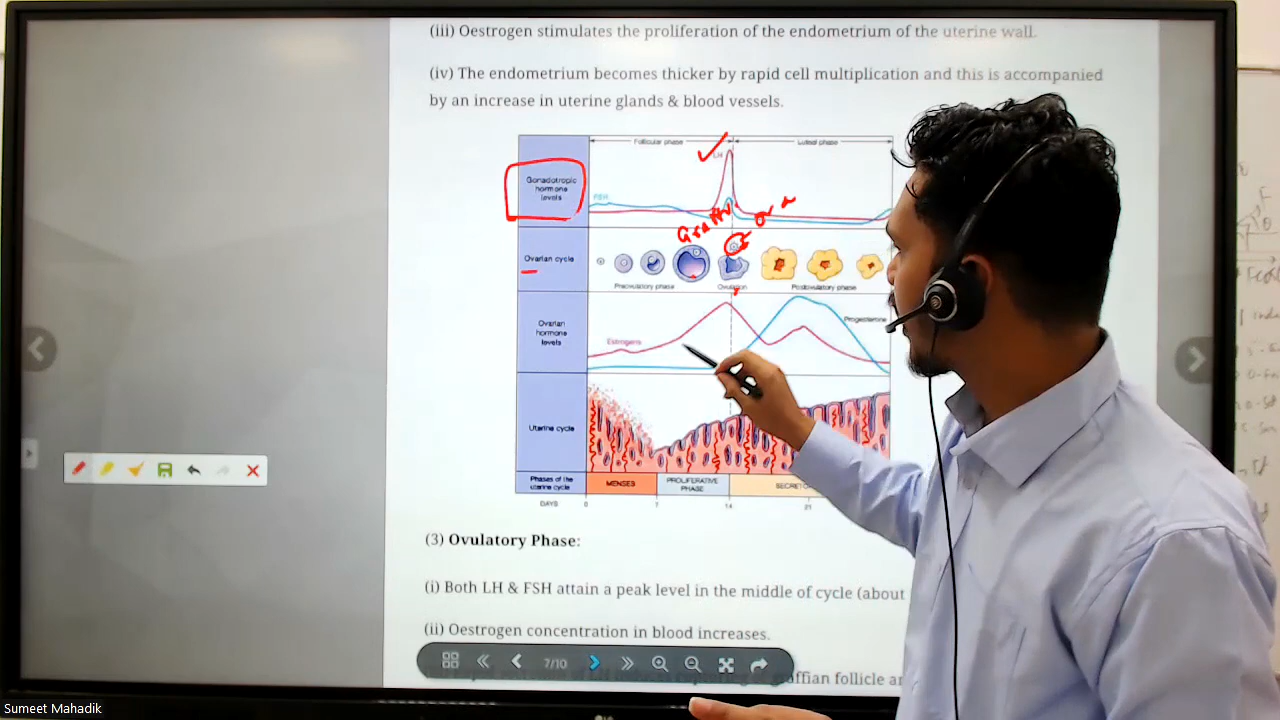 (iii) Oestrogen stimulates the proliferation of the endometrium of the uterine wall.
(iv) The endometrium becomes thicker by rapid cell multiplication and this is accompanied
by an increase in uterine glands & blood vessels.
Follicular phase
Luteal phase
LH
Gonadotropic
hormone
levels
FSH
Ovarian cycle
Preovulatory phase
Ovulation
Postovulatory phase
Ovarian
hormone
levels
Estrogens
Progesterone
Uterine cycle
Phases of the
uterine cycle
MENSES
PROLIFERATIVE
PHASE
DAYS
0
7
14
21
(3) Ovulatory Phase:
(i) Both LH & FSH attain a peak level in the middle of cycle (about
(ii) Oestrogen concentration in blood increases.
7/10
Sumeet Mahadik
LG